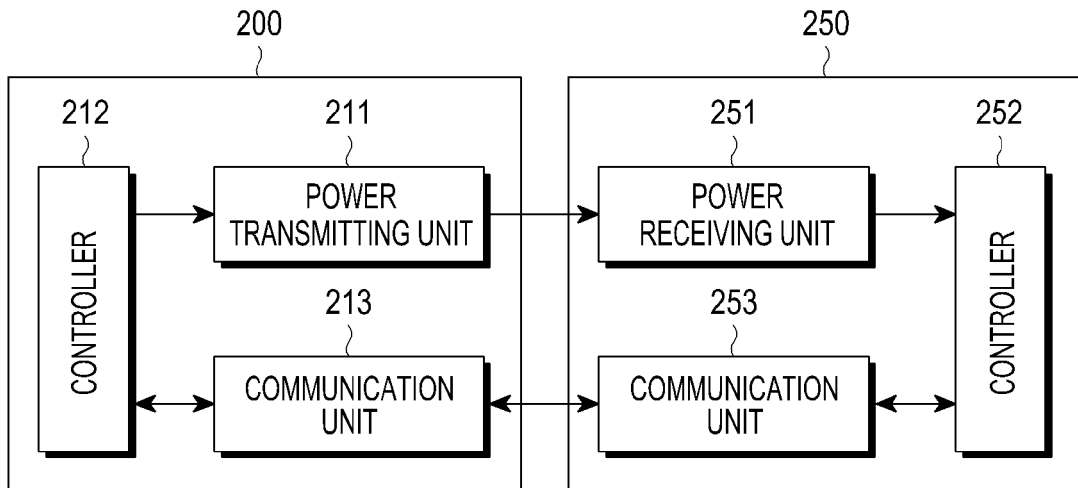 200
250
212
211
251
252
POWER
TRANSMITTING UNIT
POWER
RECEIVING UNIT
CONTROLLER
CONTROLLER
213
253
COMMUNICATION
UNIT
COMMUNICATION
UNIT